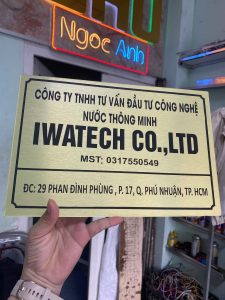 Ngọc Anh
CÔNG TY TNHH TƯ VẤN ĐẦU TƯ CÔNG NGHỆ
NƯỚC THÔNG MINH
IWATECH CO.,LTD
MST: 0317550549
ĐC: 29 PHAN ĐÌNH PHÙNG , P. 17, Q. PHÚ NHUẬN, TP. HCM